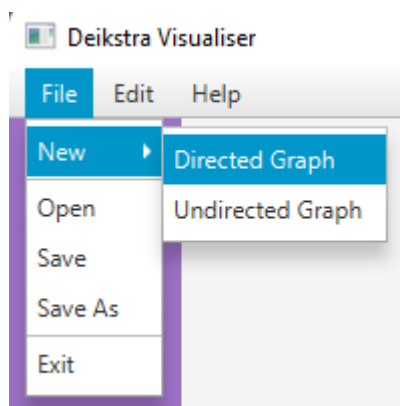 Deikstra Visualiser
File Edit Help
New Directed Graph
Open Undirected Graph
Save
Save As
Exit